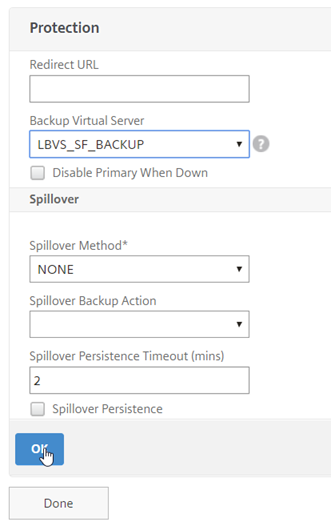 Protection
Redirect URL
Backup Virtual Server
LBVS_SF_BACKUP
?
Disable Primary When Down
Spillover
Spillover Method*
NONE
Spillover Backup Action
Spillover Persistence Timeout (mins)
2
Spillover Persistence
OK
Done